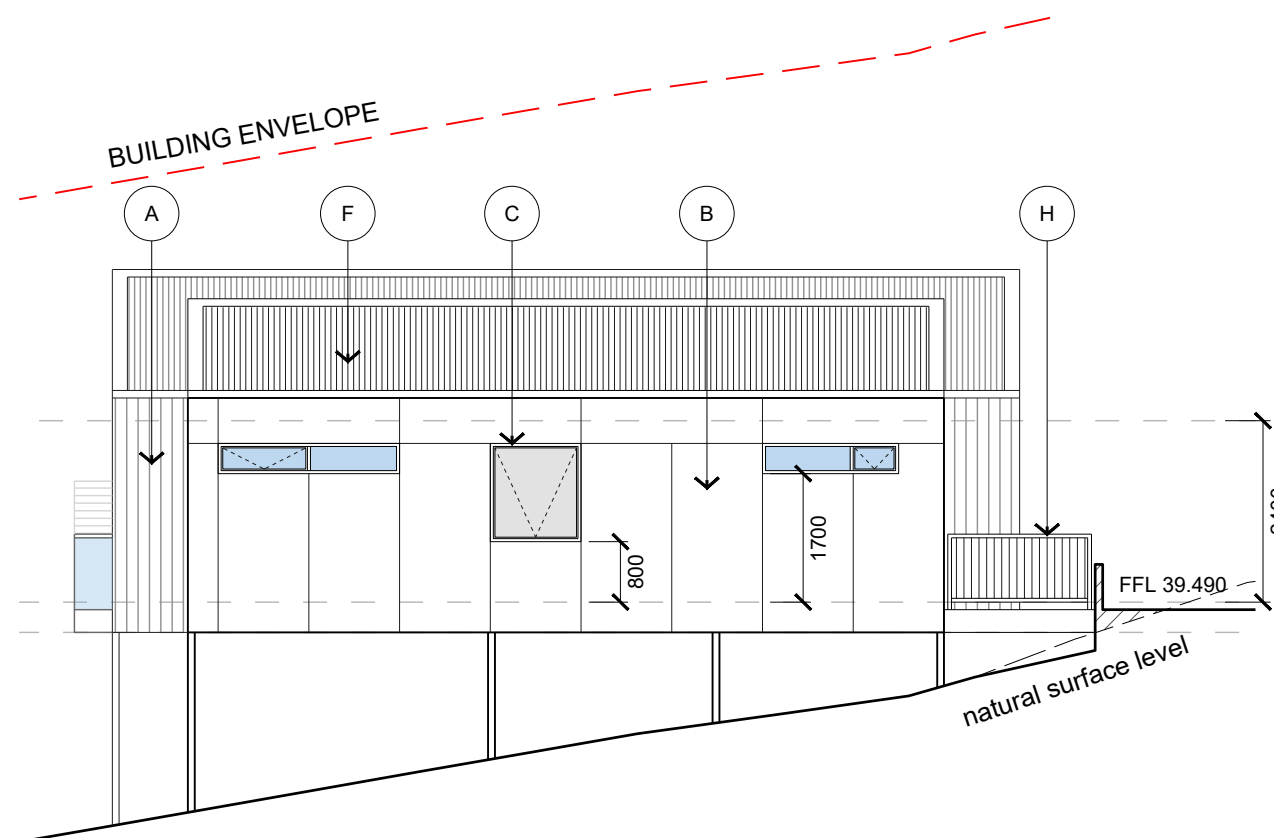 BUILDING ENVELOPE
A
F
C
B
H
1700
800
FFL 39.490
natural surface level